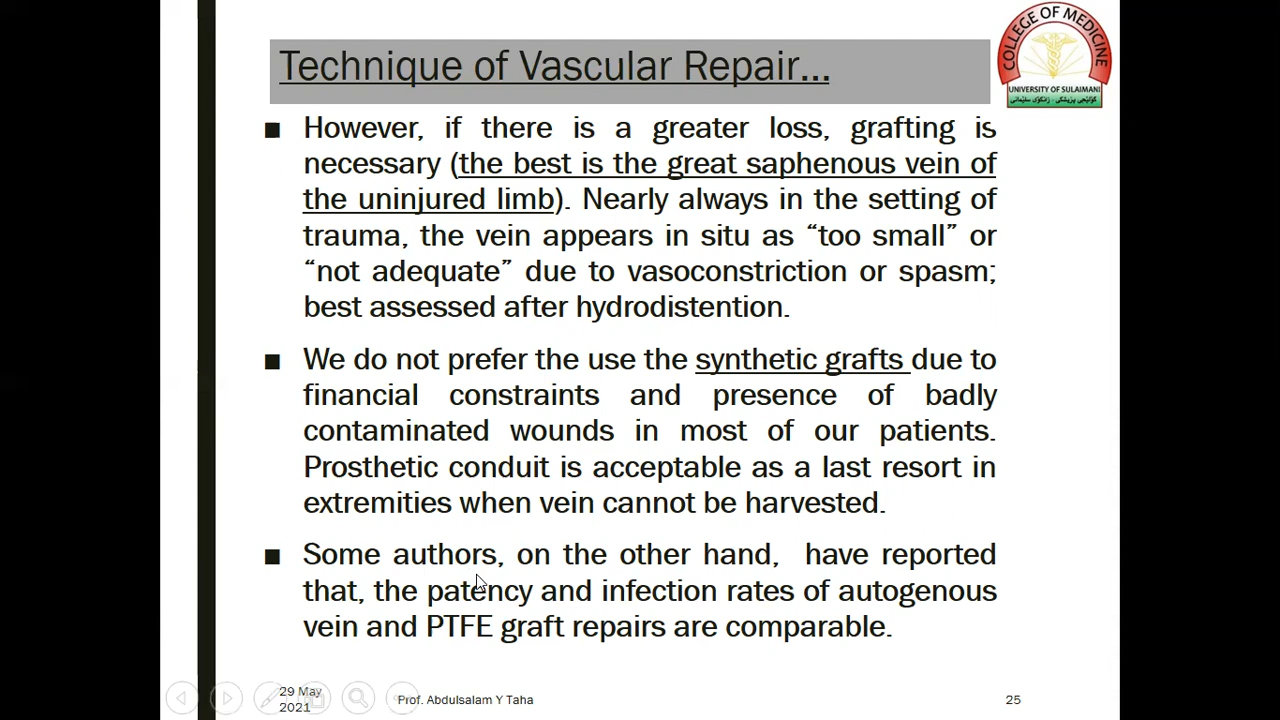 Technique of Vascular Repair...
COLLEGE OF MEDICINE
UNIVERSITY OF SULAIMANI
کۆلێجی پزیشکی - زانکۆی سلێمانی
■ However, if there is a greater loss, grafting is
necessary (the best is the great saphenous vein of
the uninjured limb). Nearly always in the setting of
trauma, the vein appears in situ as “too small” or
“not adequate” due to vasoconstriction or spasm;
best assessed after hydrodistention.
■ We do not prefer the use the synthetic grafts due to
financial constraints and presence of badly
contaminated wounds in most of our patients.
Prosthetic conduit is acceptable as a last resort in
extremities when vein cannot be harvested.
■ Some authors, on the other hand, have reported
that, the patency and infection rates of autogenous
vein and PTFE graft repairs are comparable.
29 May
2021
Prof. Abdulsalam Y Taha
25